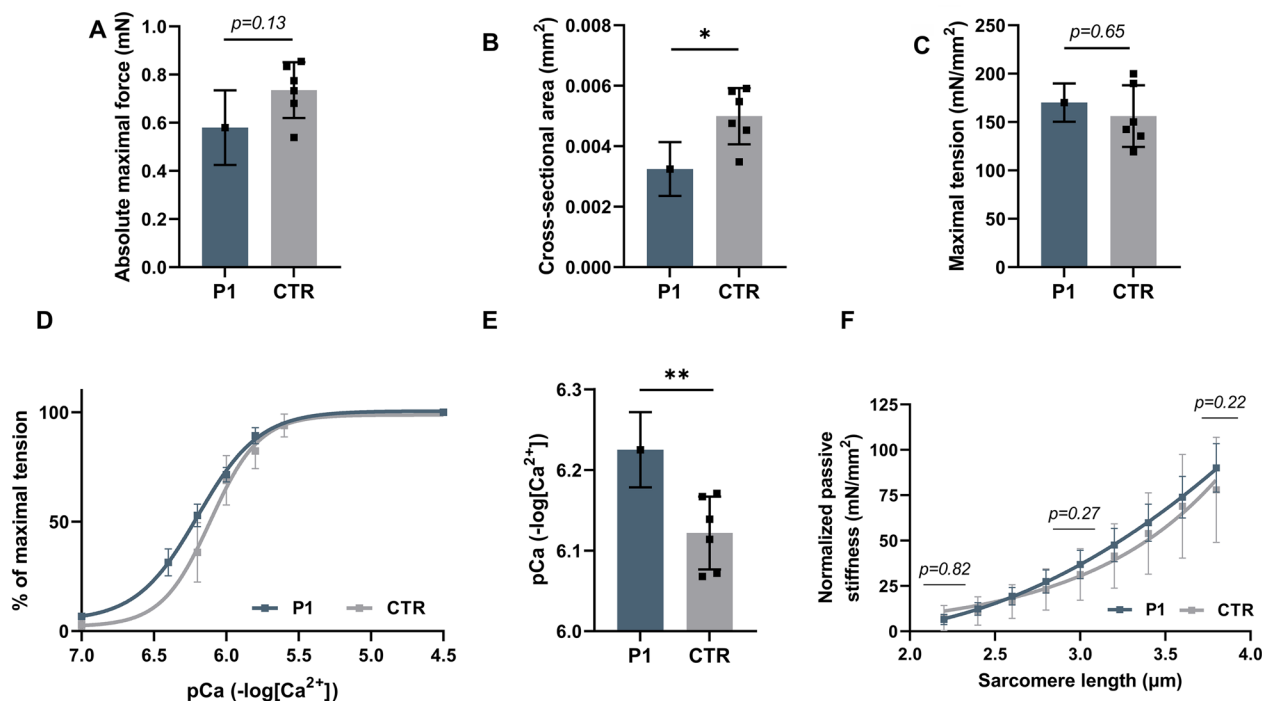 A
Absolute maximal force (mN)
p=0.13
1.0
0.8
0.6
0.4
0.2
0.0
P1 CTR
B
Cross-sectional area (mm²)
*
0.008
0.006
0.004
0.002
0.000
P1 CTR
C
Maximal tension (mN/mm²)
p=0.65
250
200
150
100
50
0
P1 CTR
D
% of maximal tension
100
50
0
P1 CTR
7.0 6.5 6.0 5.5 5.0 4.5
pCa (-log[Ca²⁺])
E
pCa (-log[Ca²⁺])
**
6.3
6.2
6.1
6.0
P1 CTR
F
Normalized passive
stiffness (mN/mm²)
125
100
75
50
25
0
p=0.82
p=0.27
p=0.22
P1 CTR
2.0 2.5 3.0 3.5 4.0
Sarcomere length (µm)